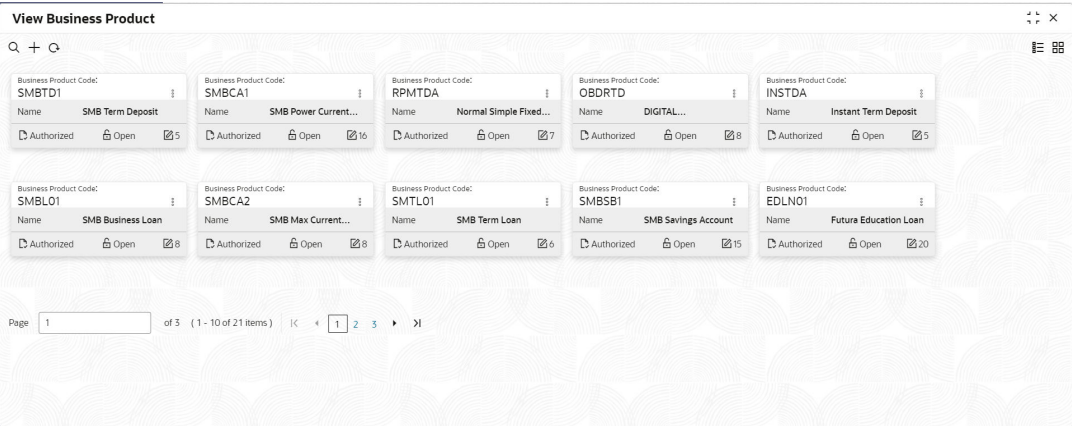 View Business Product
Business Product Code: Business Product Code: Business Product Code: Business Product Code: Business Product Code:
SMBTD1 SMBCA1 RPMTDA OBDRTD INSTDA
Name SMB Term Deposit Name SMB Power Current... Name Normal Simple Fixed... Name DIGITAL... Name Instant Term Deposit
Authorized Open 5 Authorized Open 16 Authorized Open 7 Authorized Open 8 Authorized Open 5
Business Product Code: Business Product Code: Business Product Code: Business Product Code: Business Product Code:
SMBL01 SMBCA2 SMTL01 SMBSB1 EDLN01
Name SMB Business Loan Name SMB Max Current... Name SMB Term Loan Name SMB Savings Account Name Futura Education Loan
Authorized Open 8 Authorized Open 8 Authorized Open 6 Authorized Open 15 Authorized Open 20
Page 1 of 3 (1 - 10 of 21 items) 1 2 3